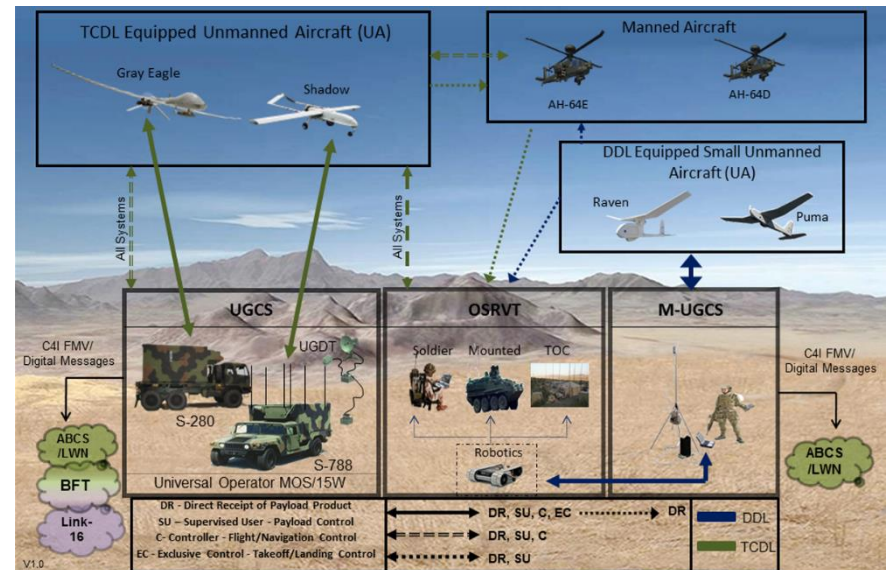 TCDL Equipped Unmanned Aircraft (UA)
Gray Eagle
Shadow
Manned Aircraft
AH-64E
AH-64D
DDL Equipped Small Unmanned
Aircraft (UA)
Raven
Puma
All Systems
All Systems
UGCS
UGDT
S-280
S-788
Universal Operator MOS/15W
OSRVT
Soldier
Mounted
TOC
Robotics
M-UGCS
C4I FMV/
Digital Messages
ABCS
/LWN
BFT
Link-
16
C4I FMV/
Digital Messages
ABCS
/LWN
DR - Direct Receipt of Payload Product
SU – Supervised User - Payload Control
C- Controller - Flight/Navigation Control
EC - Exclusive Control - Takeoff/Landing Control
DR, SU, C, EC
DR
DR, SU, C
DR, SU
DDL
TCDL
V1.0